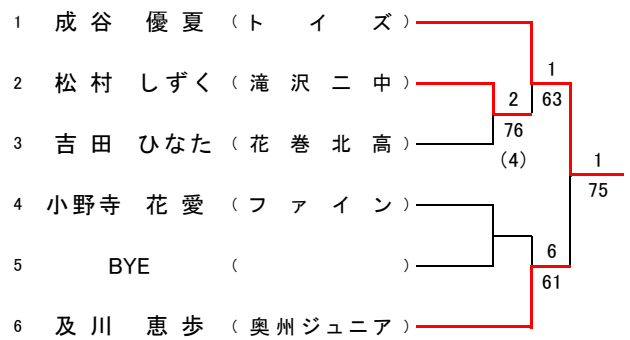 1 成谷 優夏 (トイズ)
1
2 松村 しずく (滝沢二中)
2 63
76
3 吉田 ひなた (花巻北高)
(4)
1
75
4 小野寺 花愛 (ファイン)
6
5 BYE ( )
61
6 及川 恵歩 (奥州ジュニア)